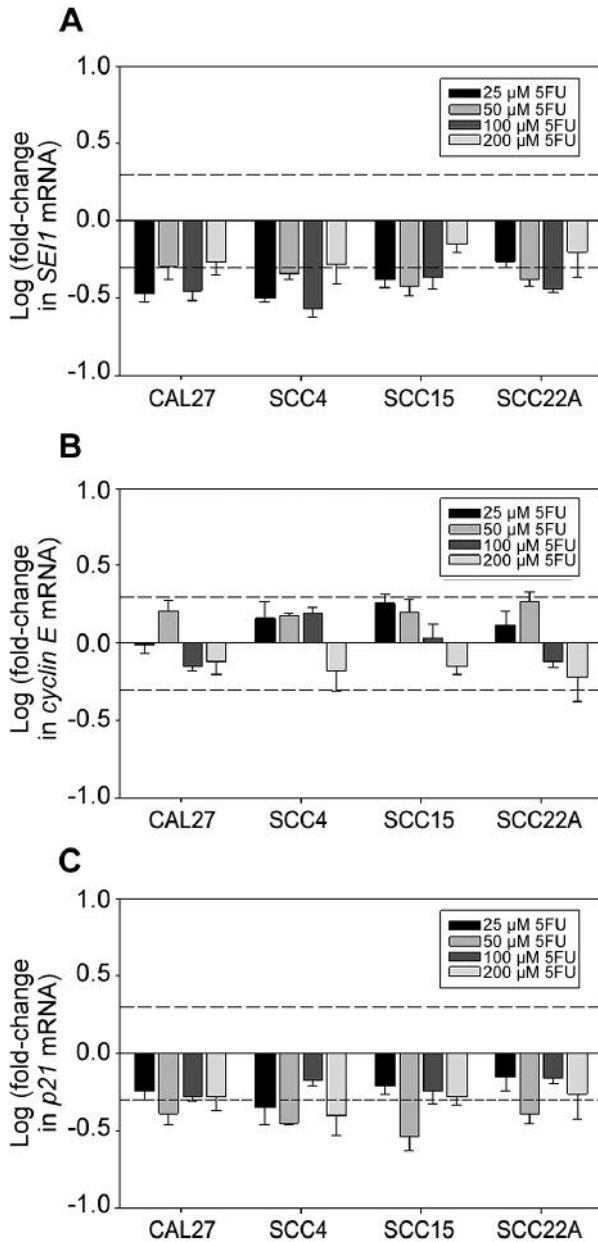 A
Log (fold-change
in SEI1 mRNA)
1.0
0.5
0.0
-0.5
-1.0
25 µM 5FU
50 µM 5FU
100 µM 5FU
200 µM 5FU
CAL27 SCC4 SCC15 SCC22A
B
Log (fold-change
in cyclin E mRNA)
1.0
0.5
0.0
-0.5
-1.0
25 µM 5FU
50 µM 5FU
100 µM 5FU
200 µM 5FU
CAL27 SCC4 SCC15 SCC22A
C
Log (fold-change
in p21 mRNA)
1.0
0.5
0.0
-0.5
-1.0
25 µM 5FU
50 µM 5FU
100 µM 5FU
200 µM 5FU
CAL27 SCC4 SCC15 SCC22A